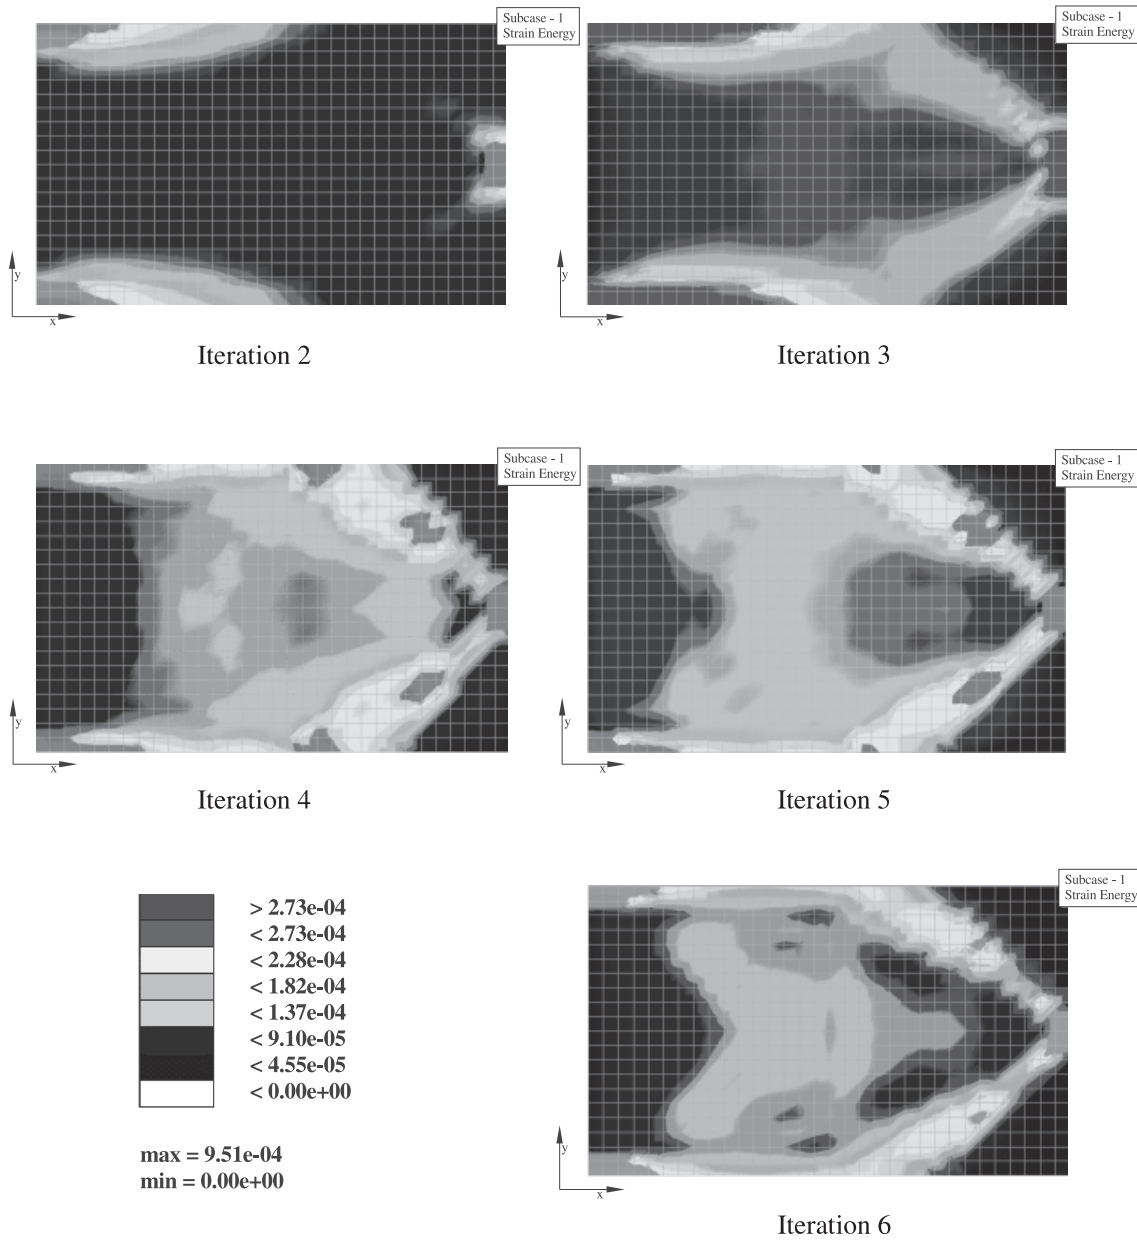 Subcase - 1
Strain Energy
y
x
Iteration 2
Subcase - 1
Strain Energy
y
x
Iteration 3
Subcase - 1
Strain Energy
y
x
Iteration 4
Subcase - 1
Strain Energy
y
x
Iteration 5
> 2.73e-04
< 2.73e-04
< 2.28e-04
< 1.82e-04
< 1.37e-04
< 9.10e-05
< 4.55e-05
< 0.00e+00
max = 9.51e-04
min = 0.00e+00
Subcase - 1
Strain Energy
y
x
Iteration 6